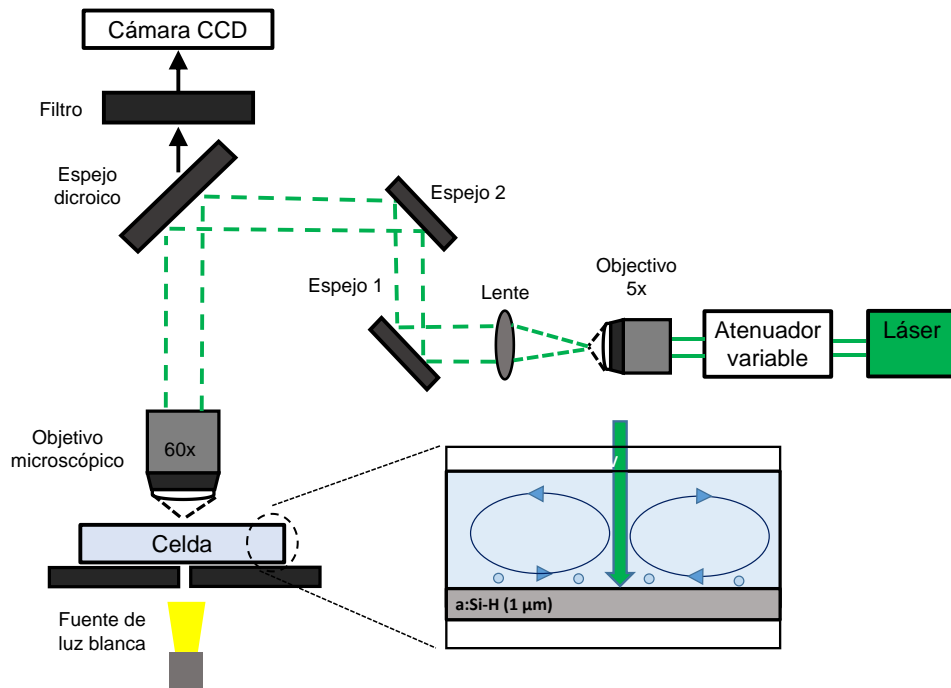 Cámara CCD
Filtro
Espejo
dicroico
Espejo 2
Espejo 1
Lente
Objectivo
5x
Atenuador
variable
Láser
Objetivo
microscópico
60x
Celda
Fuente de
luz blanca
a:Si-H (1 µm)